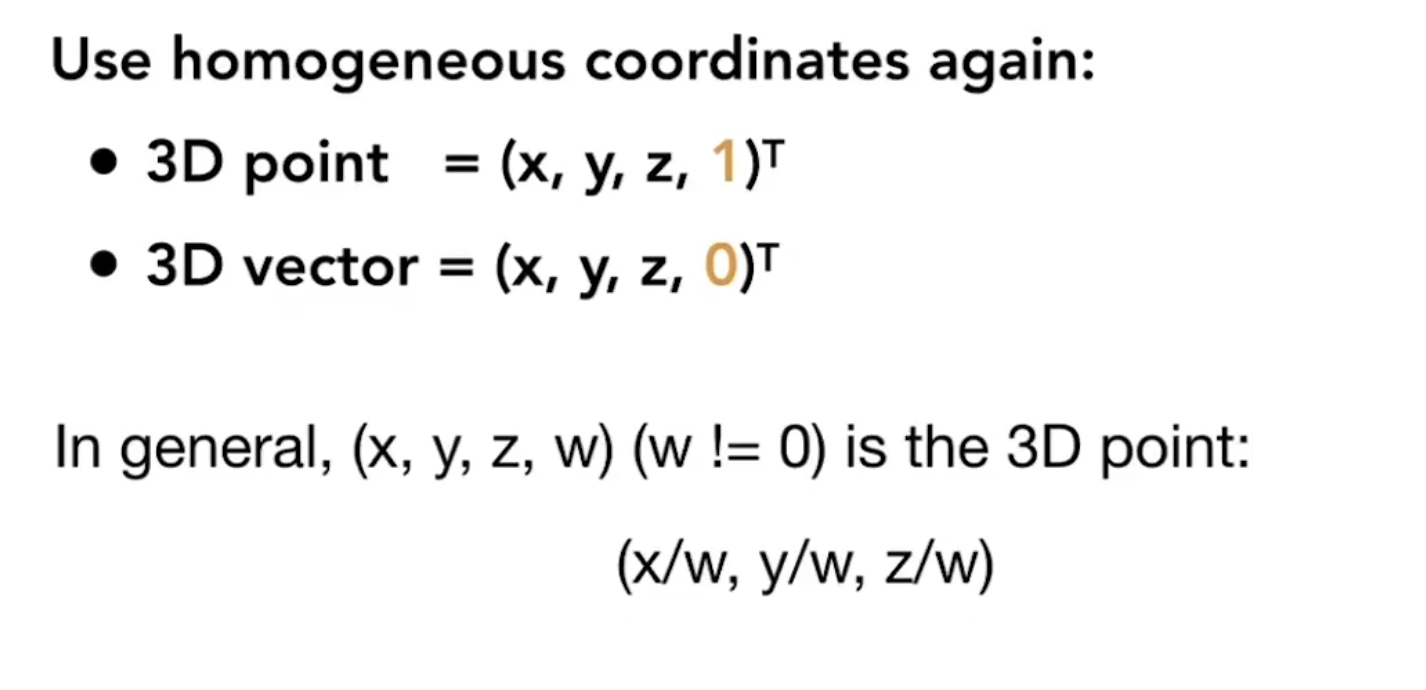 Use homogeneous coordinates again:
• 3D point = (x, y, z, 1)ᵀ
• 3D vector = (x, y, z, 0)ᵀ
In general, (x, y, z, w) (w != 0) is the 3D point:
(x/w, y/w, z/w)